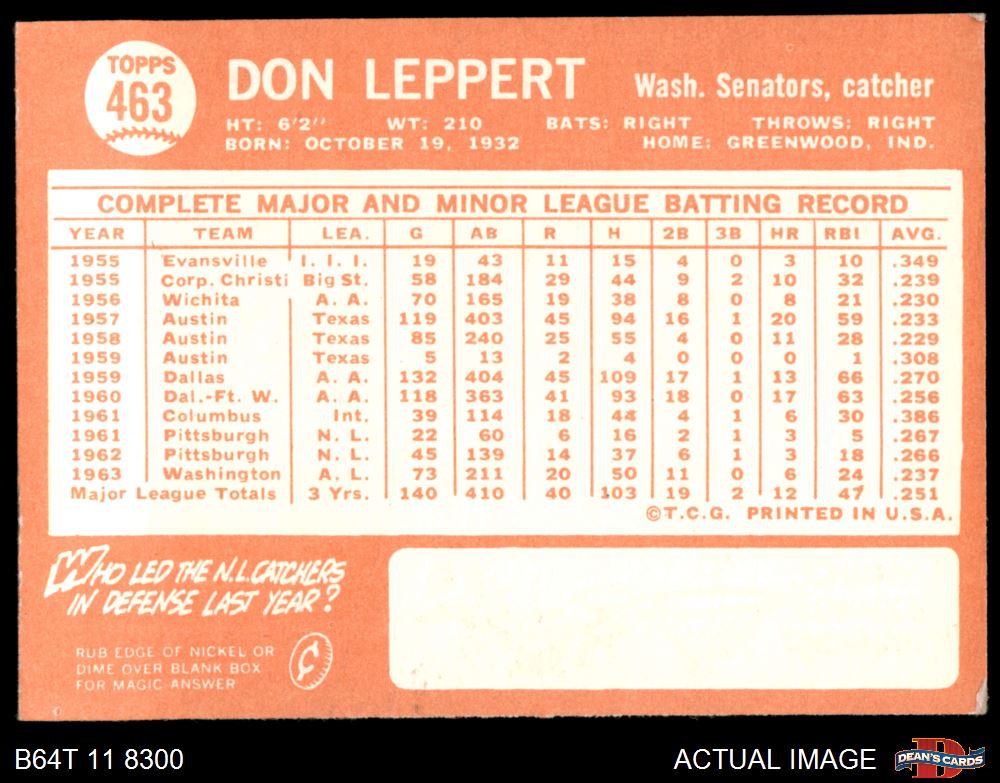 TOPPS
463
DON LEPPERT
Wash. Senators, catcher
HT: 6'2" WT: 210 BATS: RIGHT THROWS: RIGHT
BORN: OCTOBER 19, 1932 HOME: GREENWOOD, IND.
COMPLETE MAJOR AND MINOR LEAGUE BATTING RECORD
YEAR TEAM LEA. G AB R H 2B 3B HR RBI AVG.
1955 Evansville I. I. I. 19 43 11 15 4 0 3 10 .349
1955 Corp. Christi Big St. 58 184 29 44 9 2 10 32 .239
1956 Wichita A. A. 70 165 19 38 8 0 8 21 .230
1957 Austin Texas 119 403 45 94 16 1 20 59 .233
1958 Austin Texas 85 240 25 55 4 0 11 28 .229
1959 Austin Texas 5 13 2 4 0 0 0 1 .308
1959 Dallas A. A. 132 404 45 109 17 1 13 66 .270
1960 Dal.-Ft. W. A. A. 118 363 41 93 18 0 17 63 .256
1961 Columbus Int. 39 114 18 44 4 1 6 30 .386
1961 Pittsburgh N. L. 22 60 6 16 2 1 3 5 .267
1962 Pittsburgh N. L. 45 139 14 37 6 1 3 18 .266
1963 Washington A. L. 73 211 20 50 11 0 6 24 .237
Major League Totals 3 Yrs. 140 410 40 103 19 2 12 47 .251
©T.C.G. PRINTED IN U.S.A.
WHO LED THE N.L. CATCHERS
IN DEFENSE LAST YEAR?
RUB EDGE OF NICKEL OR
DIME OVER BLANK BOX
FOR MAGIC ANSWER
¢
B64T 11 8300 ACTUAL IMAGE
D
DEAN'S CARDS